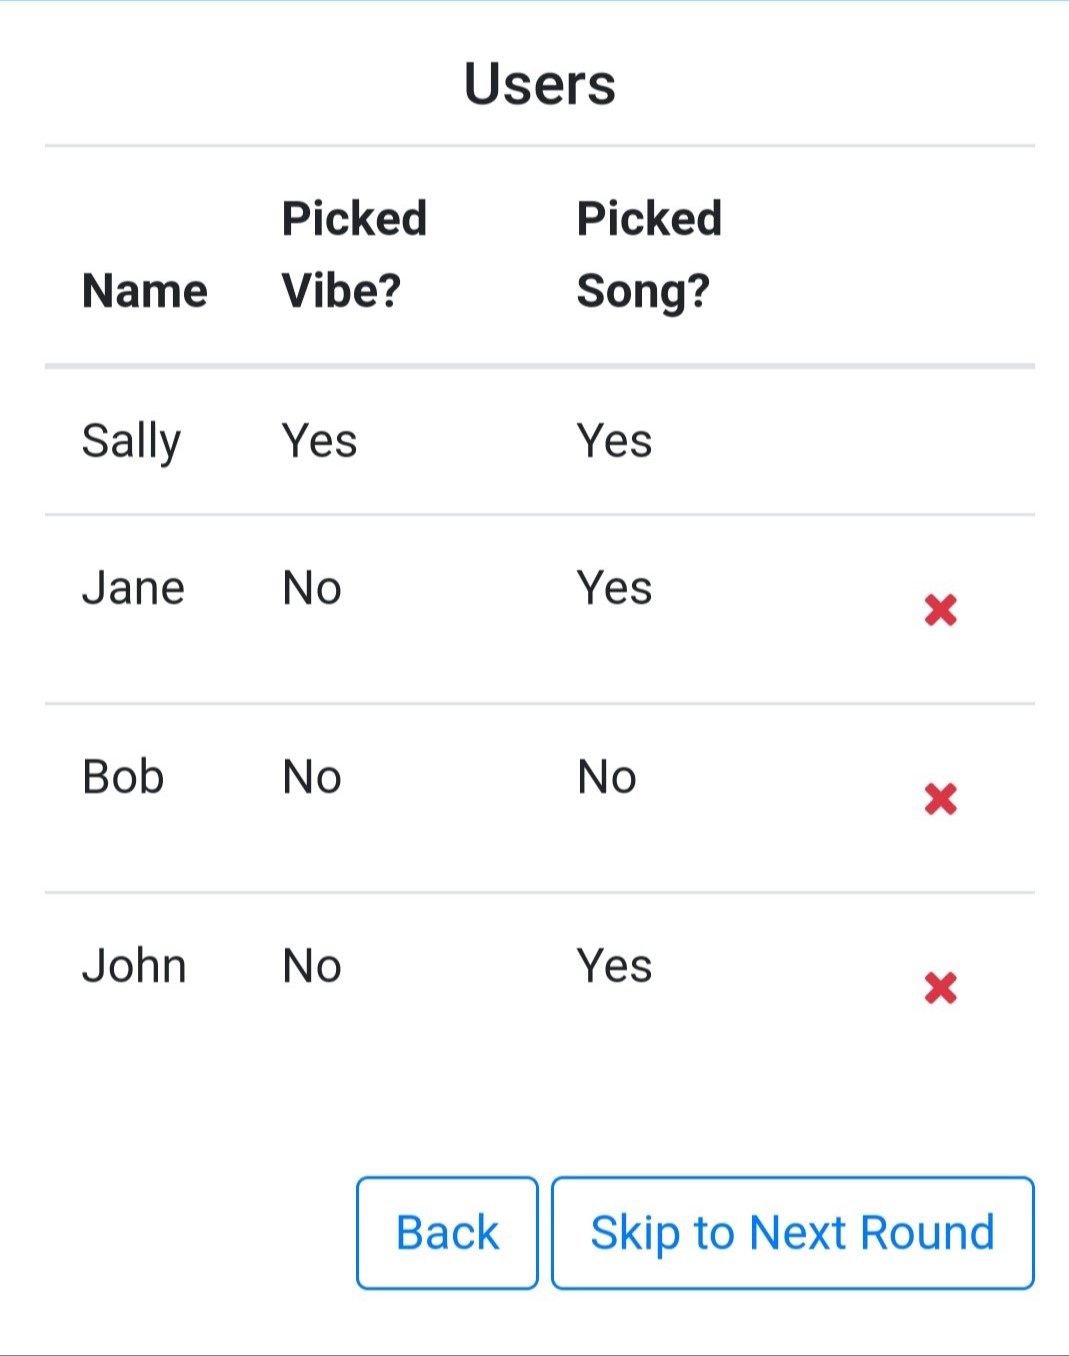 Users
Name Picked Vibe? Picked Song?
Sally Yes Yes
Jane No Yes
Bob No No
John No Yes
Back Skip to Next Round